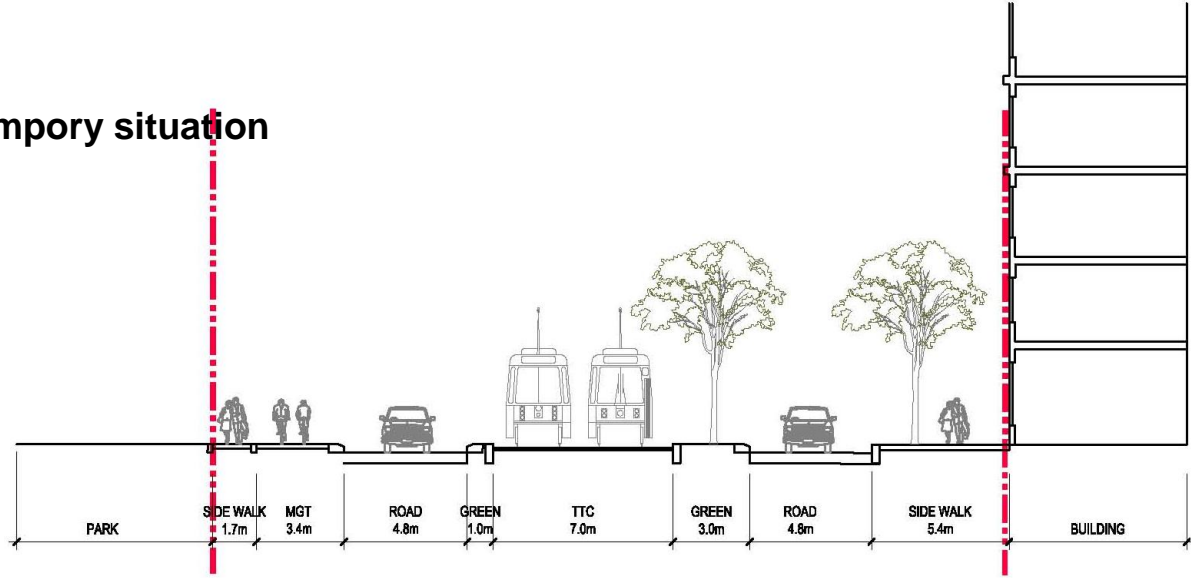 mpory situation
SIDE WALK MGT ROAD GREEN TTC GREEN ROAD SIDE WALK
PARK 1.7m 3.4m 4.8m 1.0m 7.0m 3.0m 4.8m 5.4m BUILDING